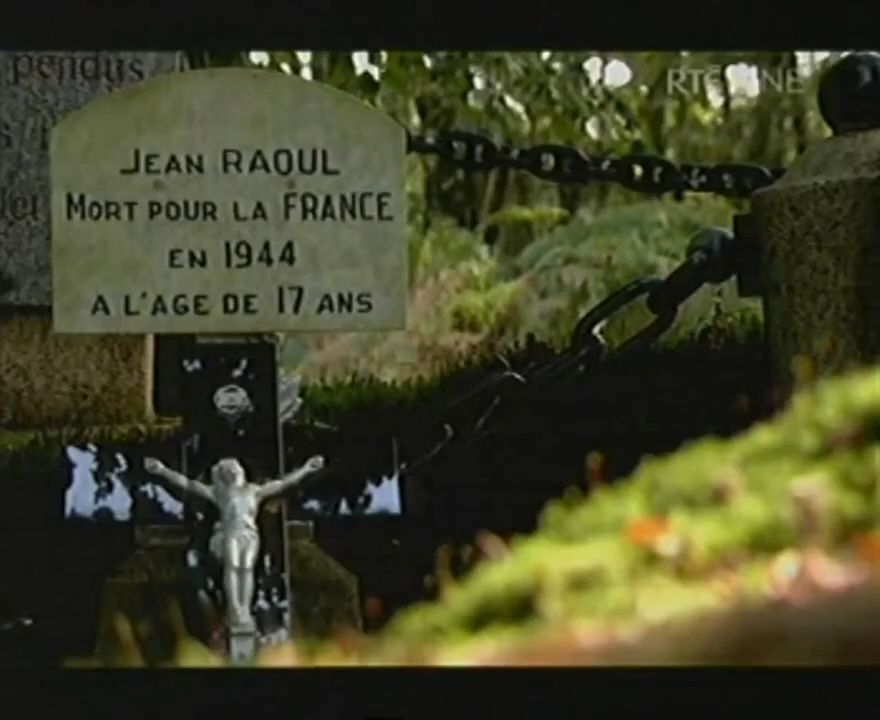 pendus
RTÉ ONE
JEAN RAOUL
MORT POUR LA FRANCE
EN 1944
A L'AGE DE 17 ANS